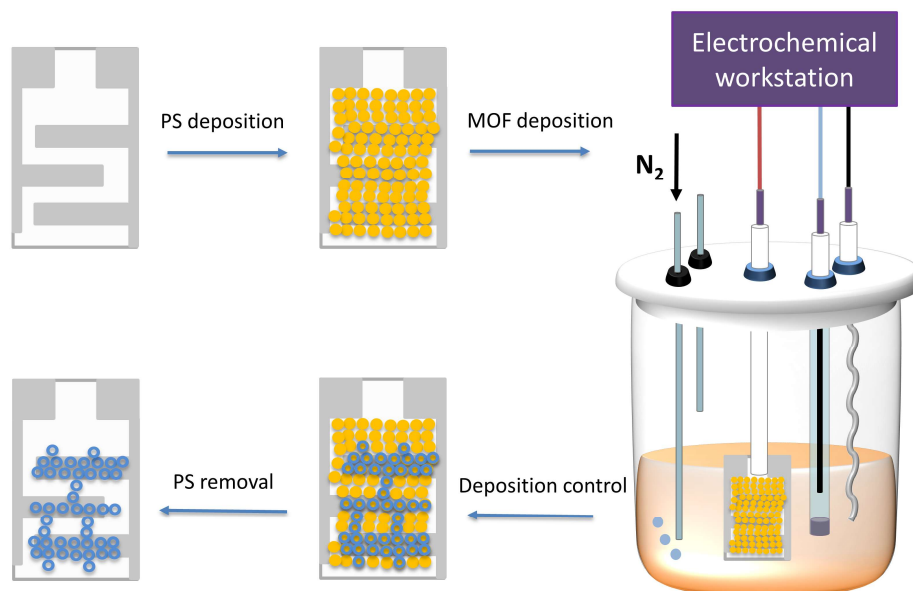 Electrochemical
workstation
PS deposition
MOF deposition
N₂
PS removal
Deposition control